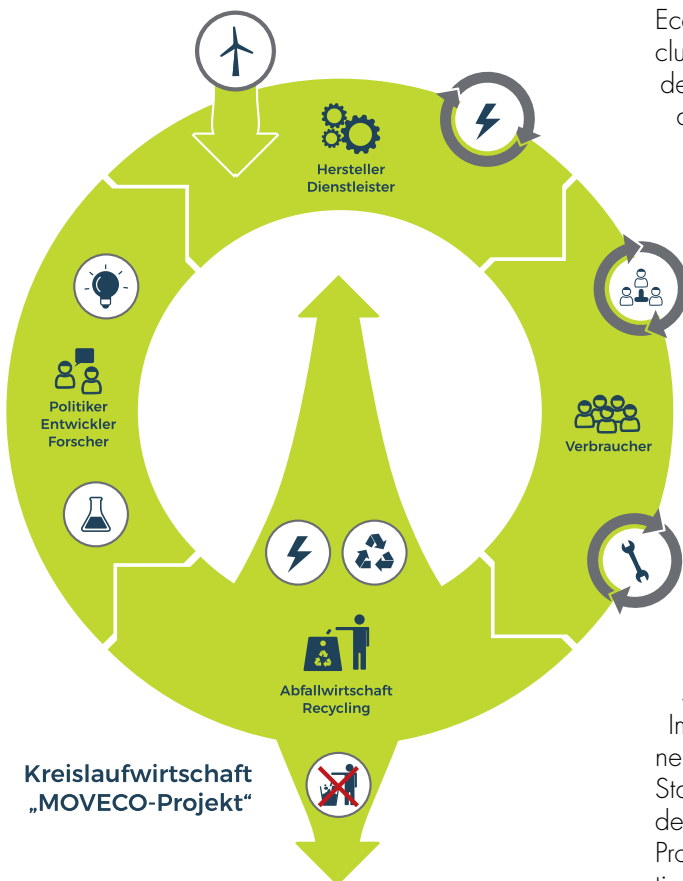 Hersteller
Dienstleister
Politiker
Entwickler
Forscher
Verbraucher
Abfallwirtschaft
Recycling
Kreislaufwirtschaft
„MOVECO-Projekt“